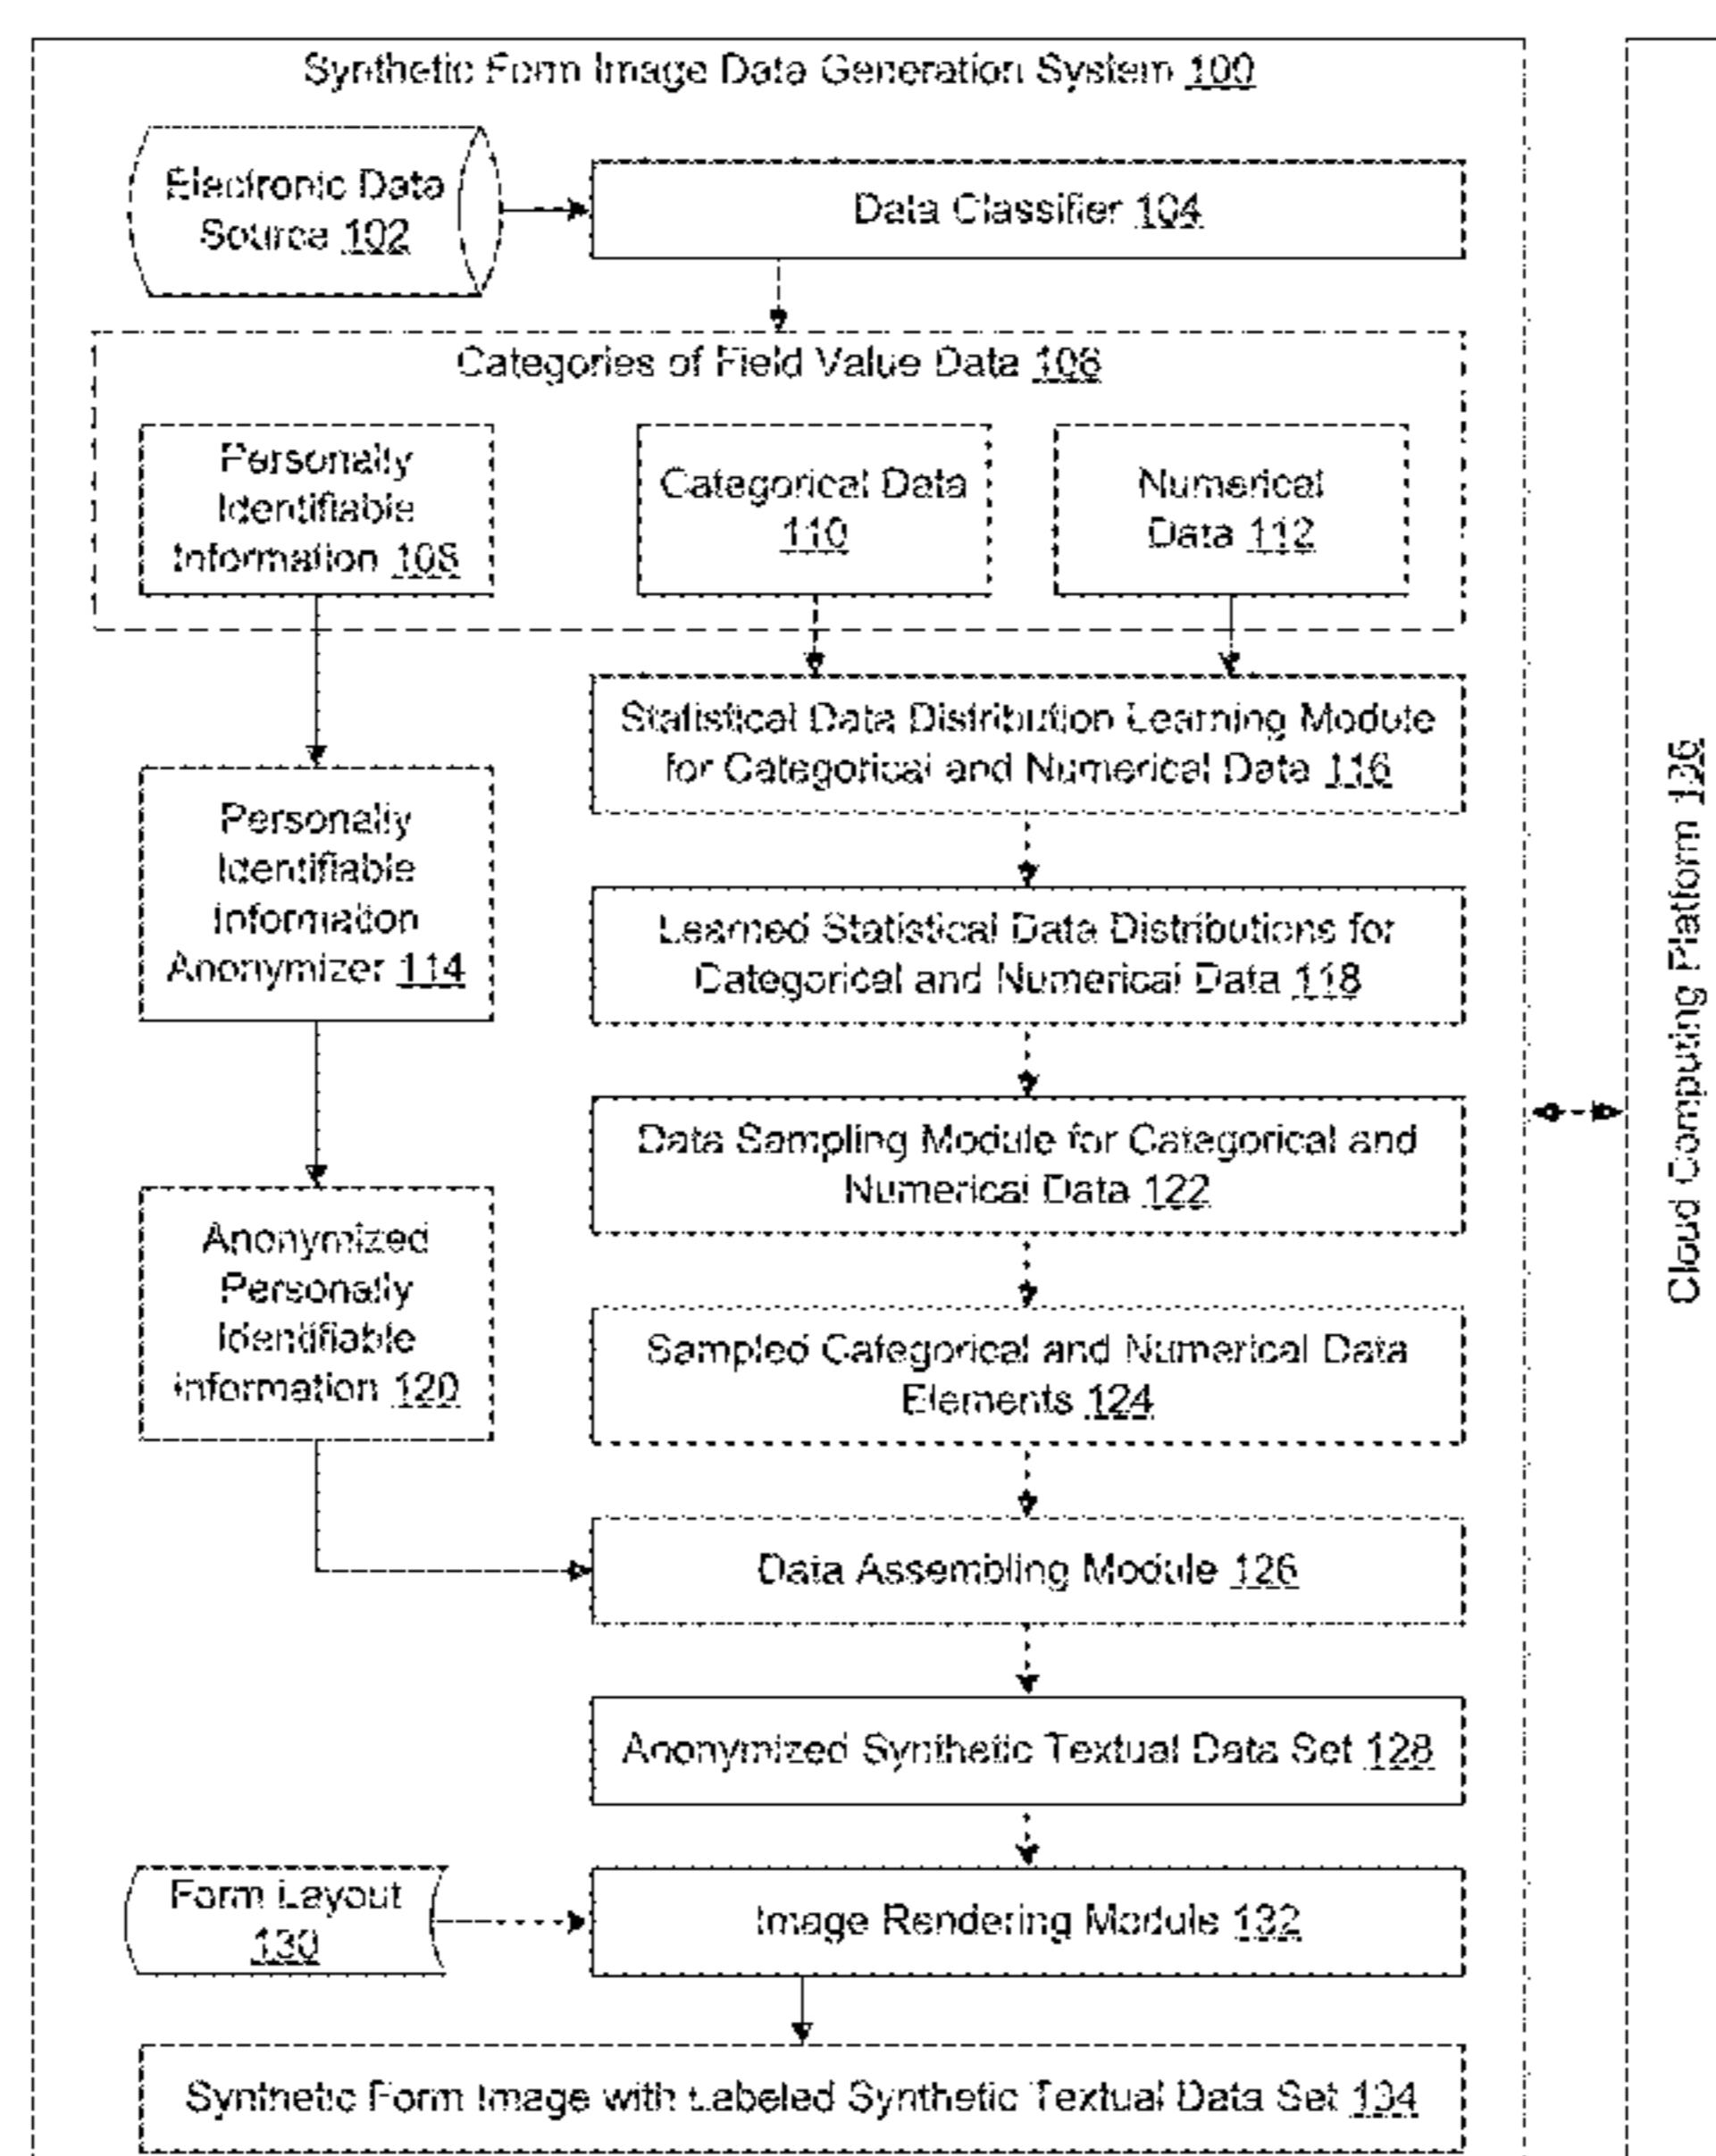 Synthetic Form Image Data Generation System 100
Electronic Data
Source 102
Data Classifier 104
Categories of Field Value Data 106
Personally
Identifiable
Information 108
Categorical Data
110
Numerical
Data 112
Statistical Data Distribution Learning Module
for Categorical and Numerical Data 116
Personally
Identifiable
Information
Anonymizer 114
Learned Statistical Data Distributions for
Categorical and Numerical Data 118
Data Sampling Module for Categorical and
Numerical Data 122
Anonymized
Personally
Identifiable
Information 120
Sampled Categorical and Numerical Data
Elements 124
Data Assembling Module 126
Anonymized Synthetic Textual Data Set 128
Form Layout
130
Image Rendering Module 132
Synthetic Form Image with Labeled Synthetic Textual Data Set 134
Cloud Computing Platform 136